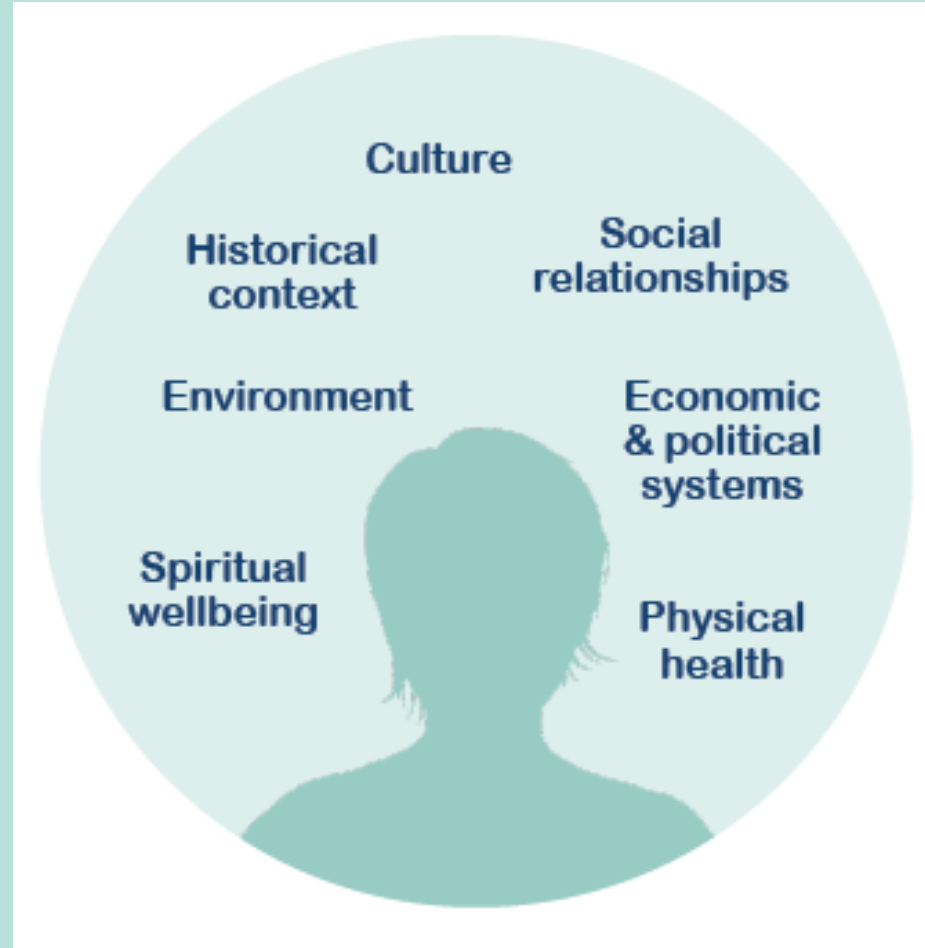 Culture
Historical
context
Social
relationships
Environment
Economic
& political
systems
Spiritual
wellbeing
Physical
health